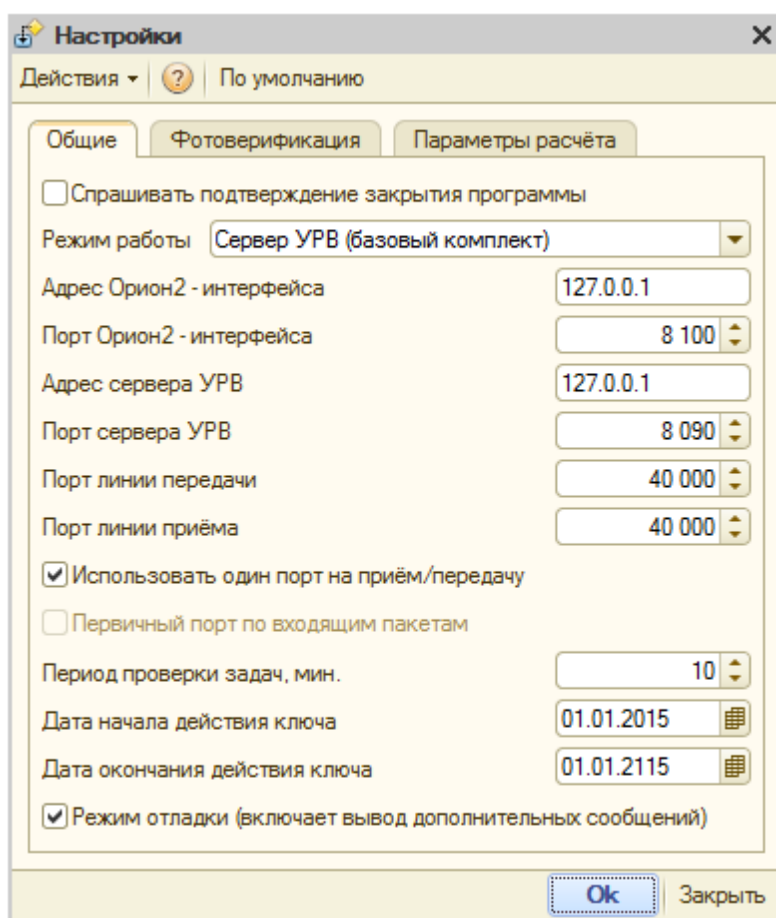 Настройки
Действия ? По умолчанию
Общие Фотоверификация Параметры расчёта
Спрашивать подтверждение закрытия программы
Режим работы Сервер УРВ (базовый комплект)
Адрес Орион2 - интерфейса 127.0.0.1
Порт Орион2 - интерфейса 8 100
Адрес сервера УРВ 127.0.0.1
Порт сервера УРВ 8 090
Порт линии передачи 40 000
Порт линии приёма 40 000
Использовать один порт на приём/передачу
Первичный порт по входящим пакетам
Период проверки задач, мин. 10
Дата начала действия ключа 01.01.2015
Дата окончания действия ключа 01.01.2115
Режим отладки (включает вывод дополнительных сообщений)
Ok Закрыть